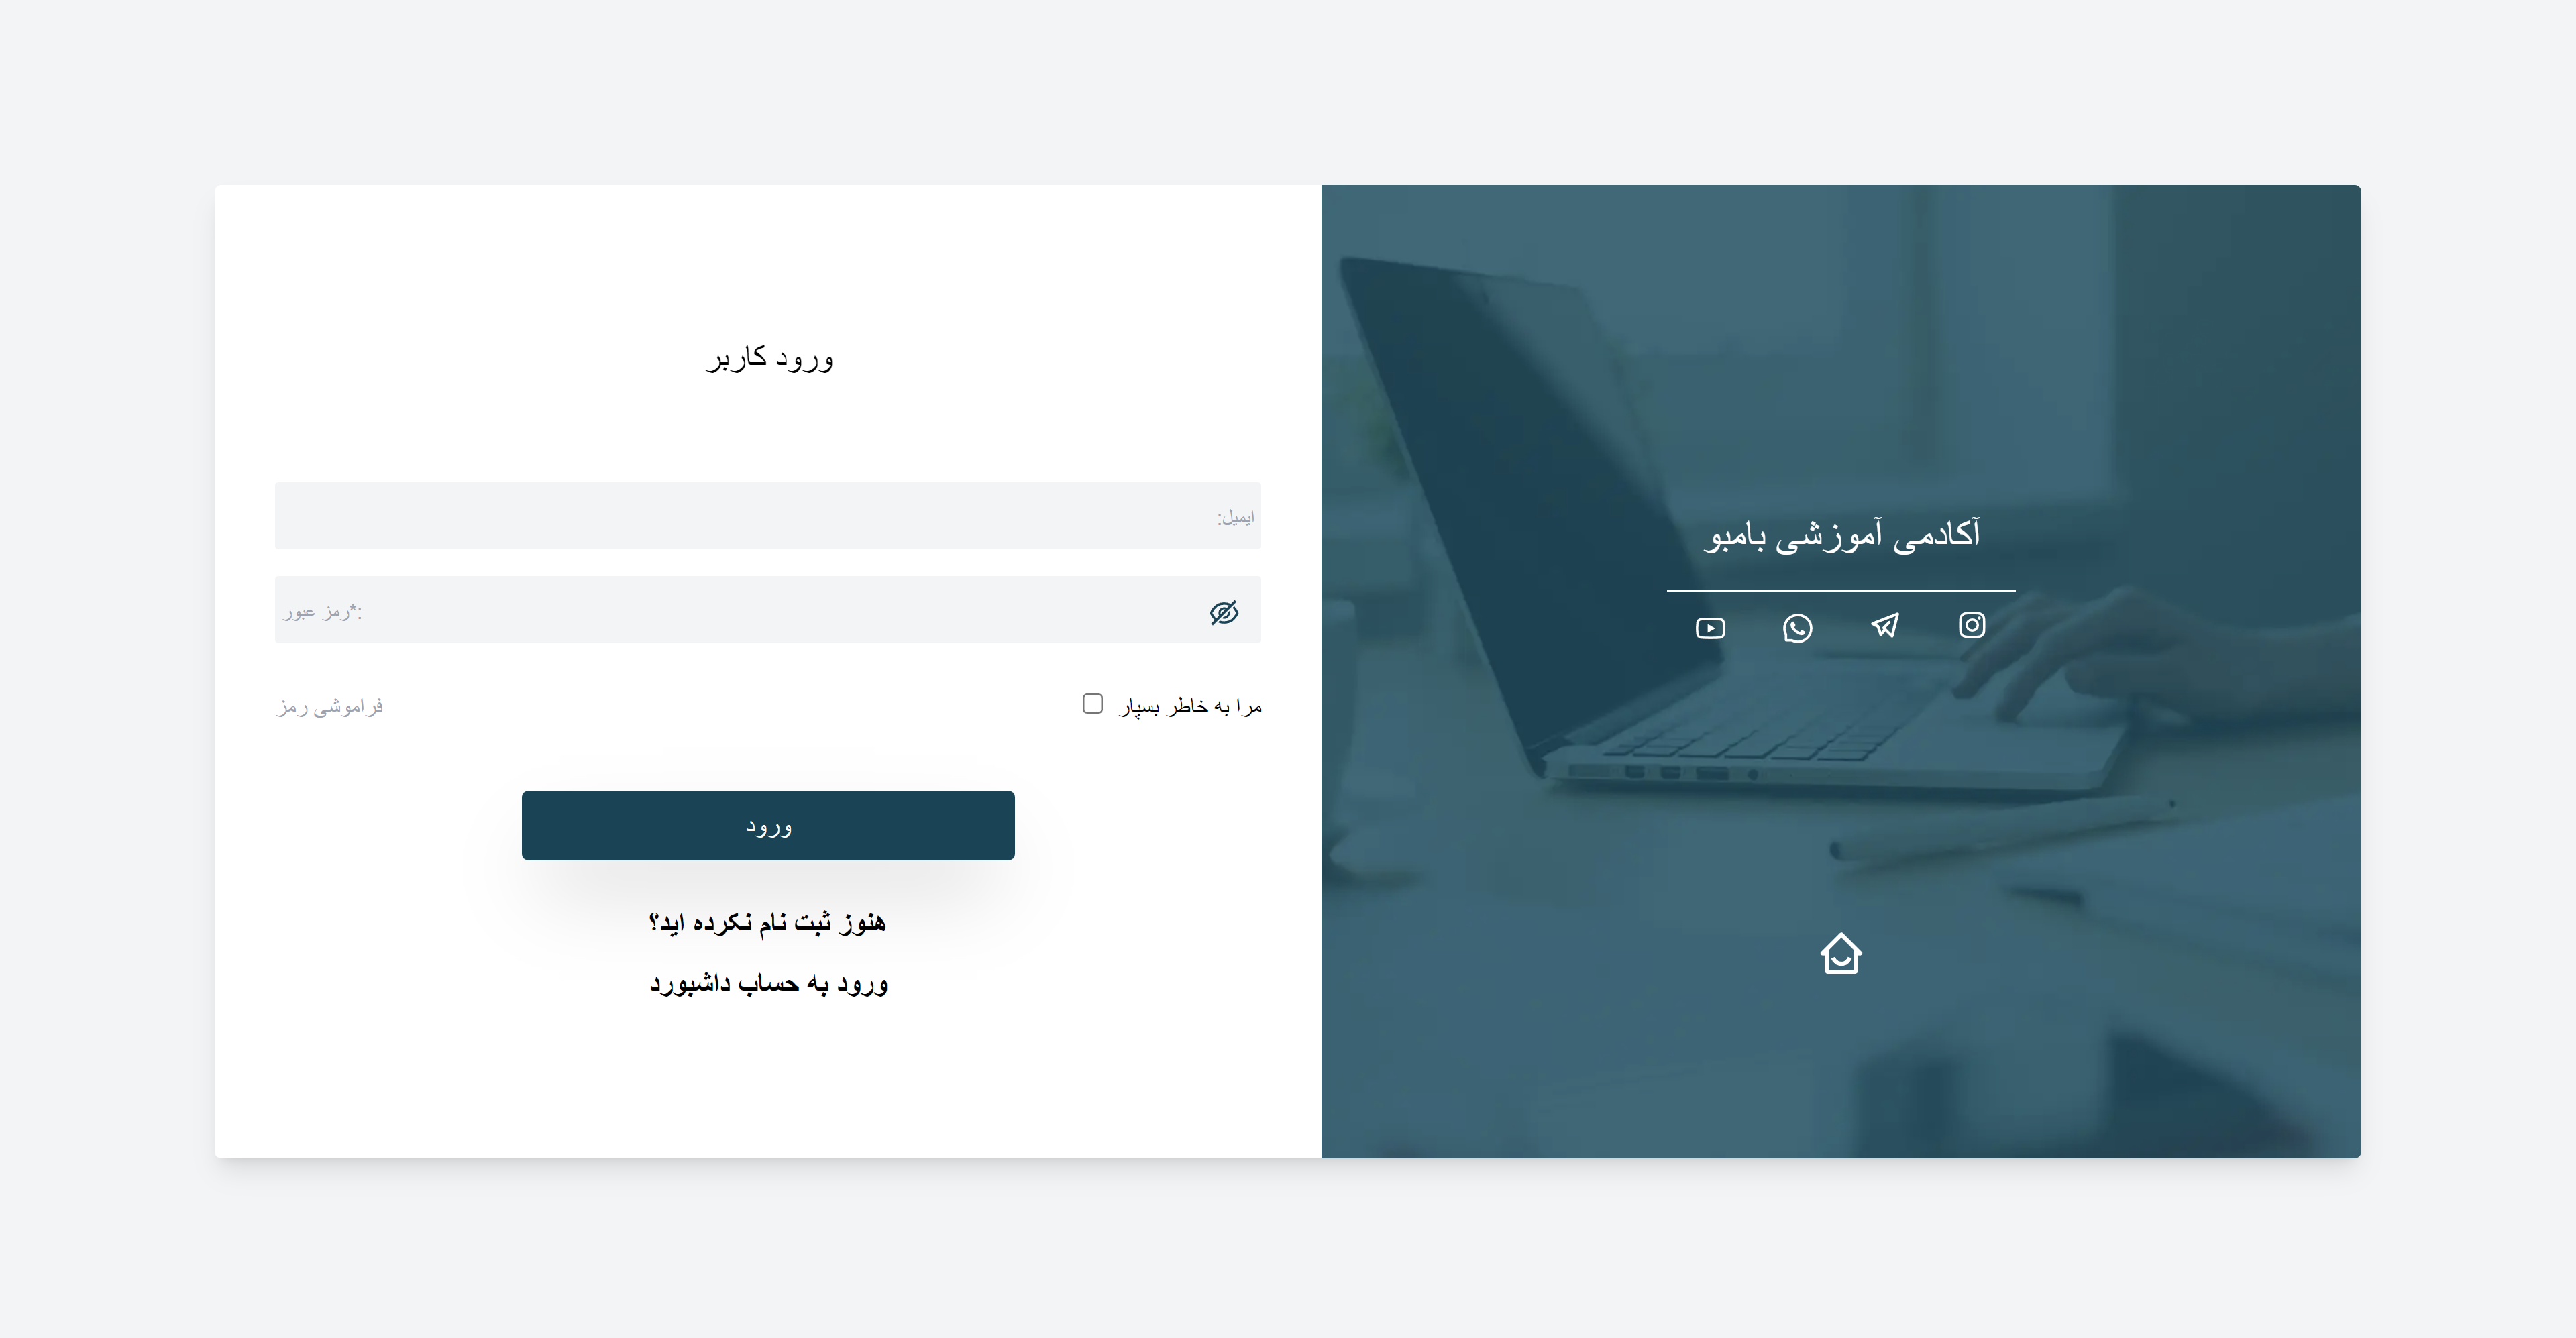 آکادمی آموزشی بامبو
ورود کاربر
ایمیل:
رمز عبور*:
مرا به خاطر بسپار
فراموشی رمز
ورود
هنوز ثبت نام نکرده اید؟
ورود به حساب داشبورد